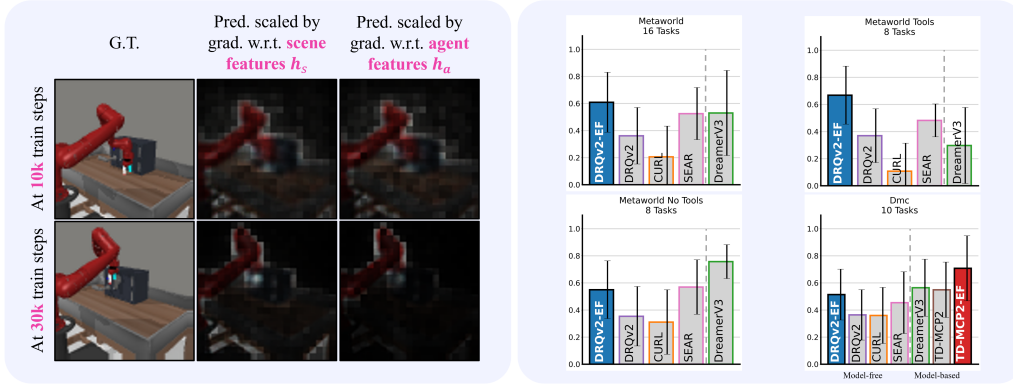 G.T.
Pred. scaled by
grad. w.r.t. scene
features h_s
Pred. scaled by
grad. w.r.t. agent
features h_a
At 10k train steps
At 30k train steps
Metaworld
16 Tasks
1.0
0.8
0.6
0.4
0.2
0.0
DRQv2-EF
DRQv2
CURL
SEAR
DreamerV3
Metaworld Tools
8 Tasks
1.0
0.8
0.6
0.4
0.2
0.0
DRQv2-EF
DRQv2
CURL
SEAR
DreamerV3
Metaworld No Tools
8 Tasks
1.0
0.8
0.6
0.4
0.2
0.0
DRQv2-EF
DRQv2
CURL
SEAR
DreamerV3
Dmc
10 Tasks
1.0
0.8
0.6
0.4
0.2
0.0
DRQv2-EF
DRQv2
CURL
SEAR
DreamerV3
TD-MCP2
TD-MCP2-EF
Model-free
Model-based